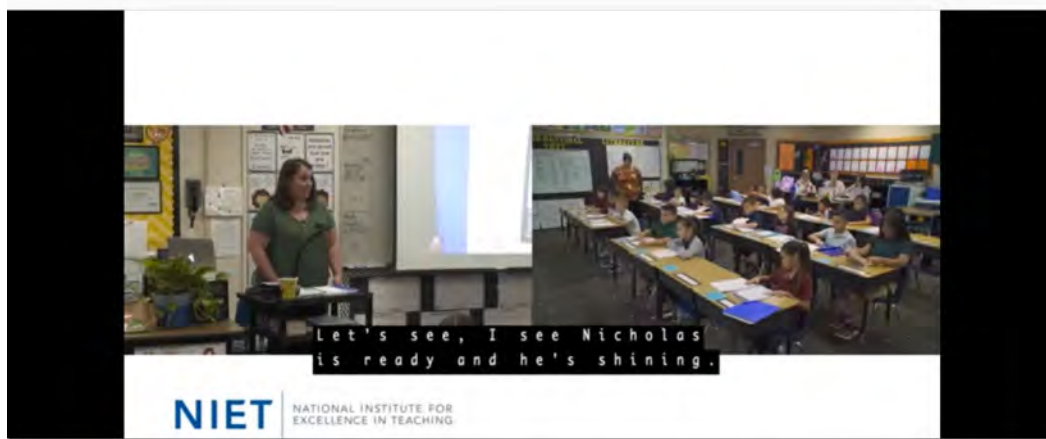 Let's see, I see Nicholas
is ready and he's shining.
NIET
NATIONAL INSTITUTE FOR
EXCELLENCE IN TEACHING